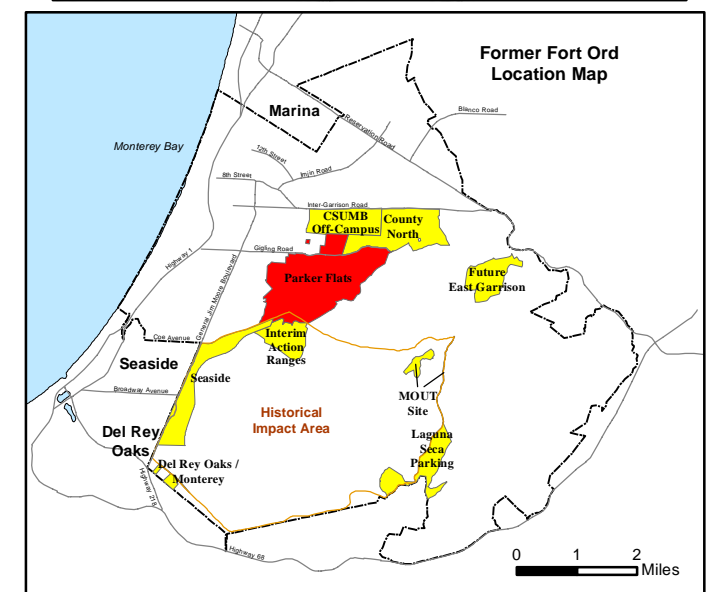 Former Fort Ord
Location Map
Marina
Blanco Road
Reservation Road
Monterey Bay
12th Street
Imjin Road
8th Street
Inter-Garrison Road
CSUMB
Off-Campus
County
North
Gigling Road
Highway 1
General Jim Moore Boulevard
Parker Flats
Future
East Garrison
Coe Avenue
Interim
Action
Ranges
Seaside
Seaside
Broadway Avenue
MOUT
Site
Historical
Impact Area
Del Rey
Oaks
Laguna
Seca
Parking
Del Rey Oaks /
Monterey
Highway 218
Highway 68
0 1 2
Miles